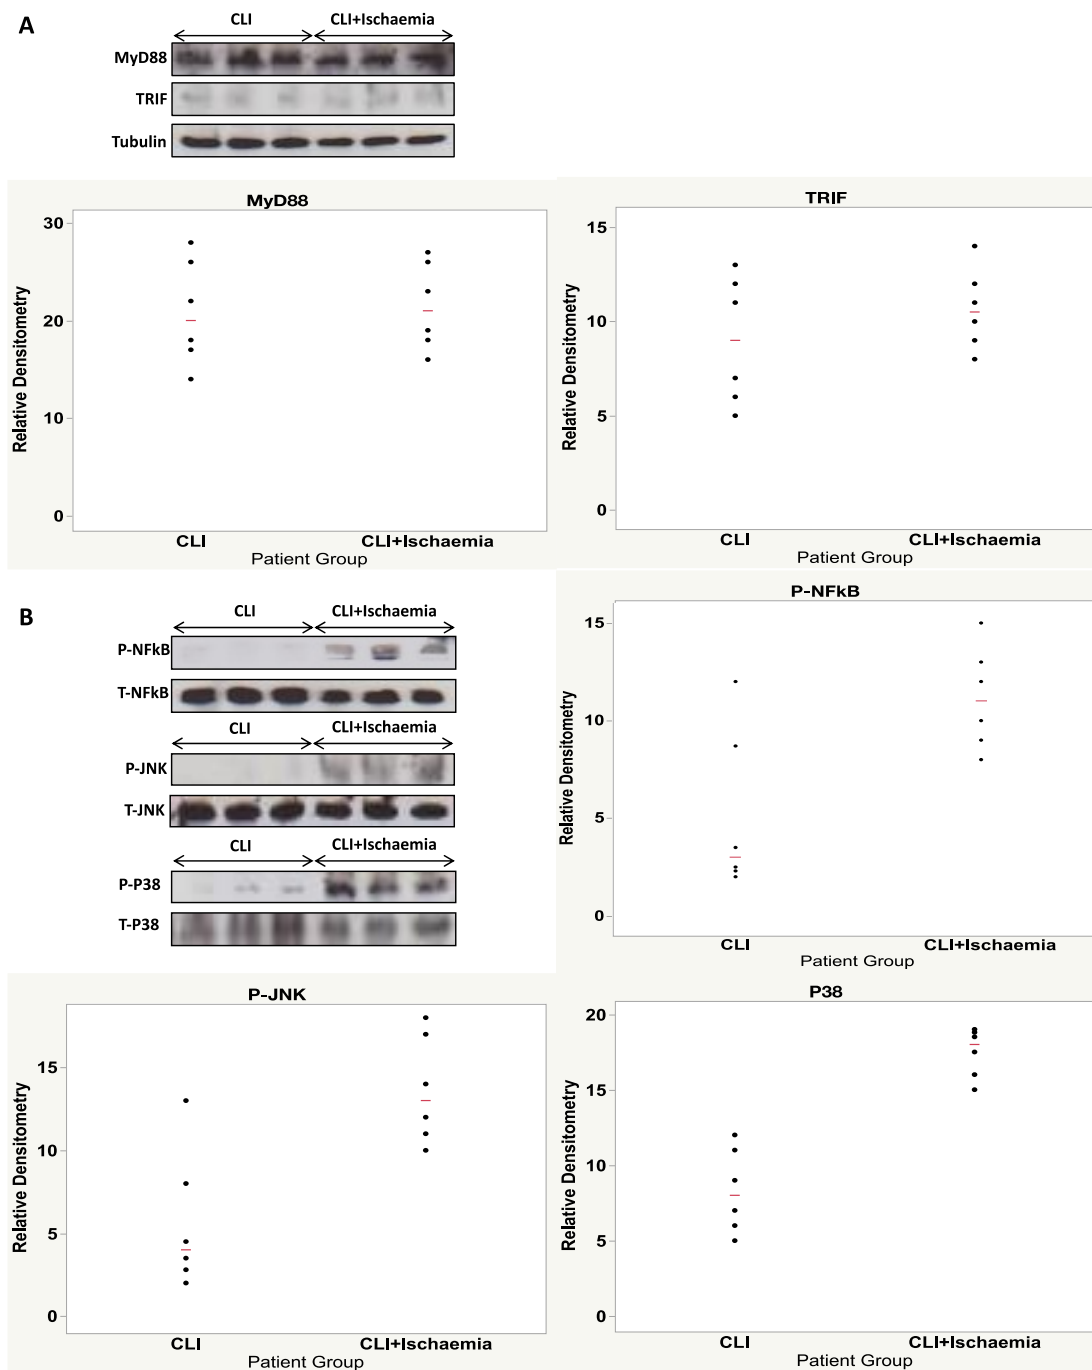 A
CLI
CLI+Ischaemia
MyD88
TRIF
Tubulin
MyD88
Relative Densitometry
30
20
10
0
CLI
CLI+Ischaemia
Patient Group
TRIF
Relative Densitometry
15
10
5
0
CLI
CLI+Ischaemia
Patient Group
B
CLI
CLI+Ischaemia
P-NFkB
T-NFkB
CLI
CLI+Ischaemia
P-JNK
T-JNK
CLI
CLI+Ischaemia
P-P38
T-P38
P-NFkB
Relative Densitometry
15
10
5
0
CLI
CLI+Ischaemia
Patient Group
P-JNK
Relative Densitometry
15
10
5
0
CLI
CLI+Ischaemia
Patient Group
P38
Relative Densitometry
20
15
10
5
0
CLI
CLI+Ischaemia
Patient Group